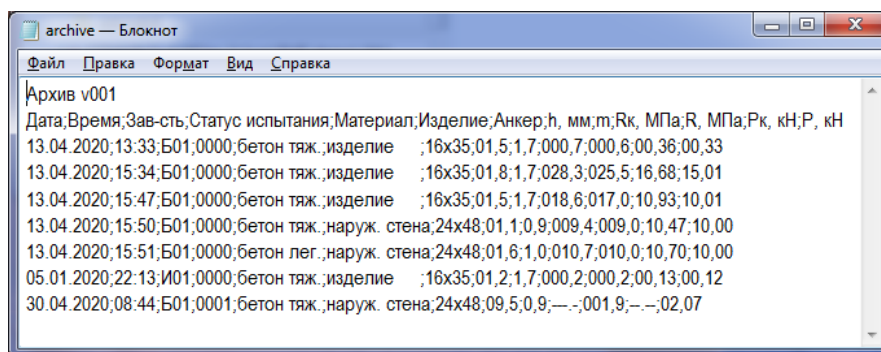 archive — Блокнот
Файл Правка Формат Вид Справка
Архив v001
Дата;Время;Зав-сть;Статус испытания;Материал;Изделие;Анкер;h, мм;m;Rк, МПа;R, МПа;Рк, кН;Р, кН
13.04.2020;13:33;Б01;0000;бетон тяж.;изделие    ;16x35;01,5;1,7;000,7;000,6;00,36;00,33
13.04.2020;15:34;Б01;0000;бетон тяж.;изделие    ;16x35;01,8;1,7;028,3;025,5;16,68;15,01
13.04.2020;15:47;Б01;0000;бетон тяж.;изделие    ;16x35;01,5;1,7;018,6;017,0;10,93;10,01
13.04.2020;15:50;Б01;0000;бетон тяж.;наруж. стена;24x48;01,1;0,9;009,4;009,0;10,47;10,00
13.04.2020;15:51;Б01;0000;бетон лег.;наруж. стена;24x48;01,6;1,0;010,7;010,0;10,70;10,00
05.01.2020;22:13;И01;0000;бетон тяж.;изделие    ;16x35;01,2;1,7;000,2;000,2;00,13;00,12
30.04.2020;08:44;Б01;0001;бетон тяж.;наруж. стена;24x48;09,5;0,9;---.-;001,9;--.--;02,07